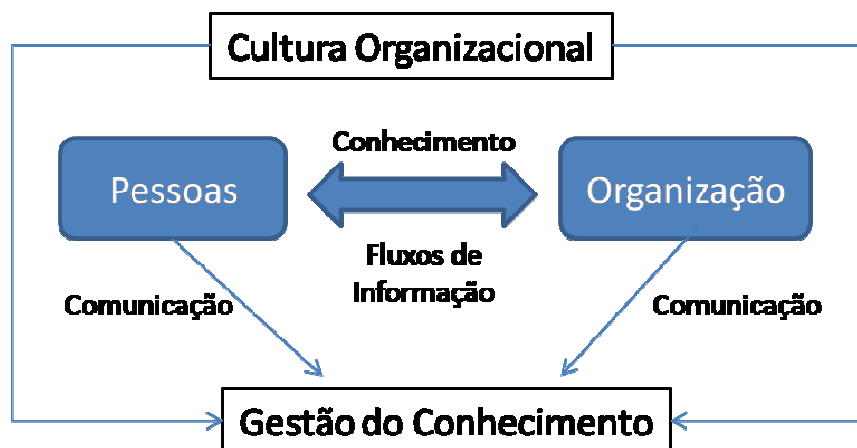 Cultura Organizacional
Conhecimento
Pessoas
Organização
Fluxos de
Informação
Comunicação
Comunicação
Gestão do Conhecimento